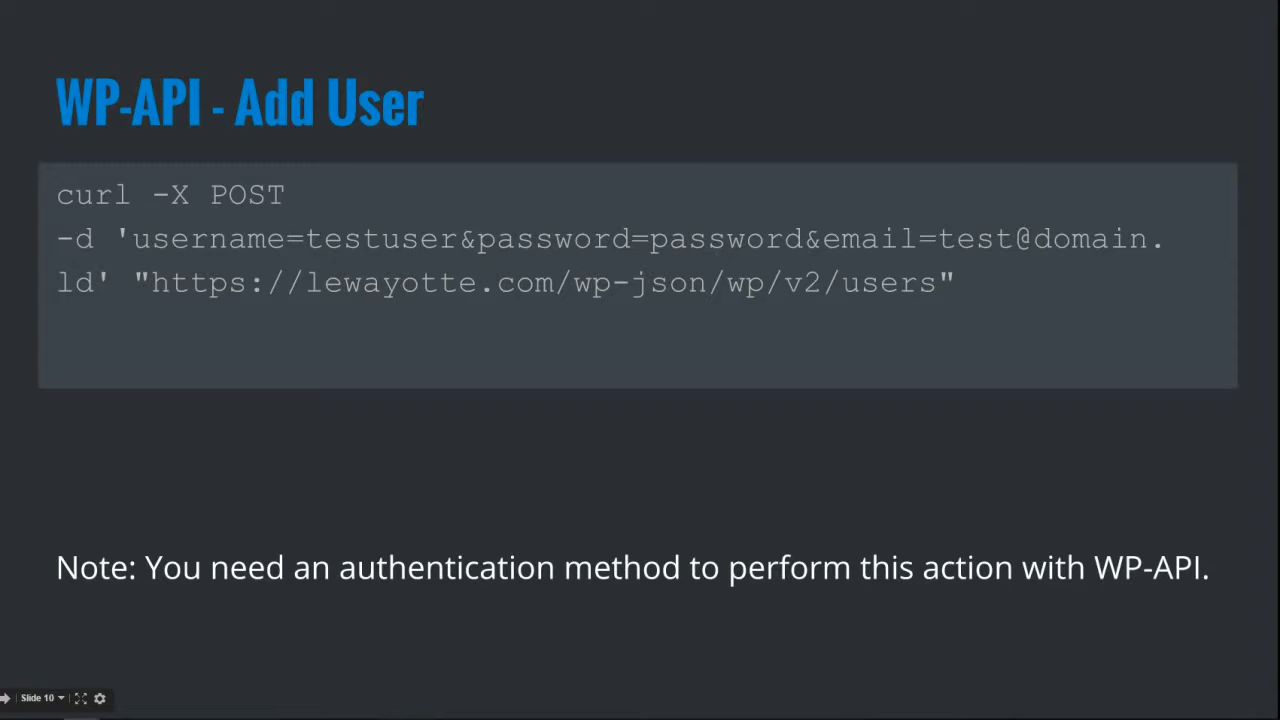 WP-API - Add User
curl -X POST
-d 'username=testuser&password=password&email=test@domain.
ld' "https://lewayotte.com/wp-json/wp/v2/users"
Note: You need an authentication method to perform this action with WP-API.
Slide 10